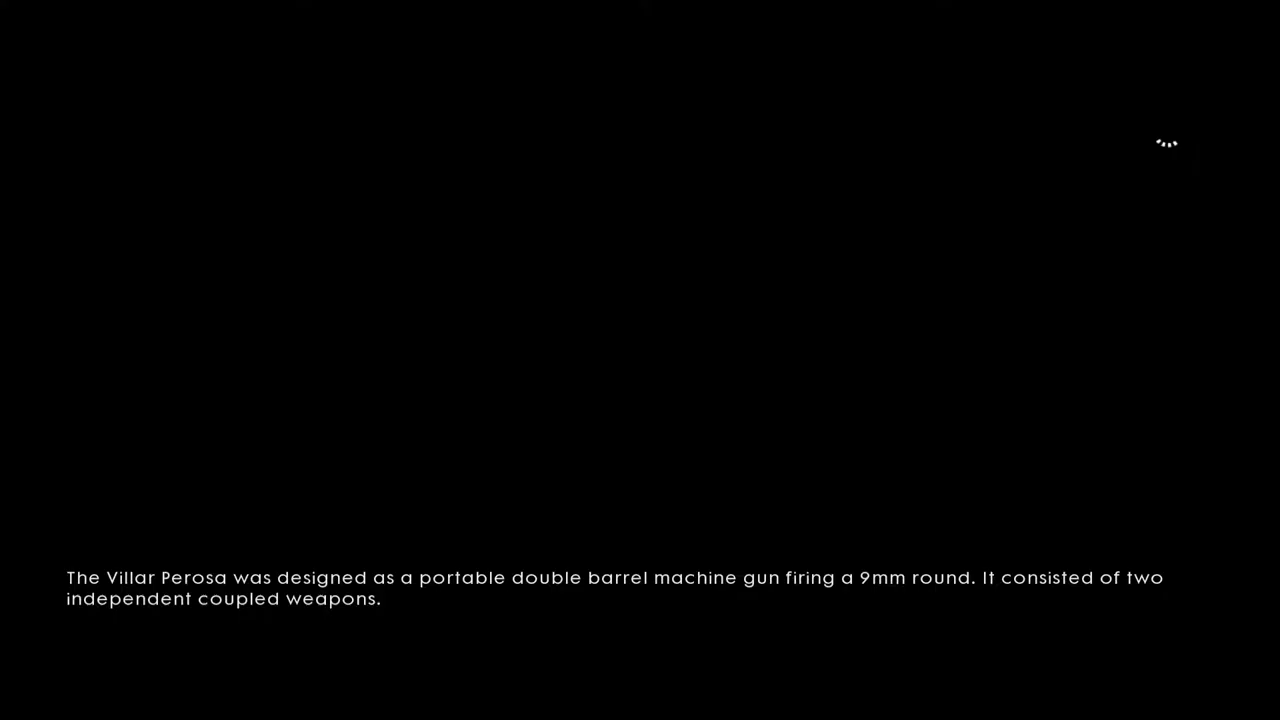 The Villar Perosa was designed as a portable double barrel machine gun firing a 9mm round. It consisted of two
independent coupled weapons.